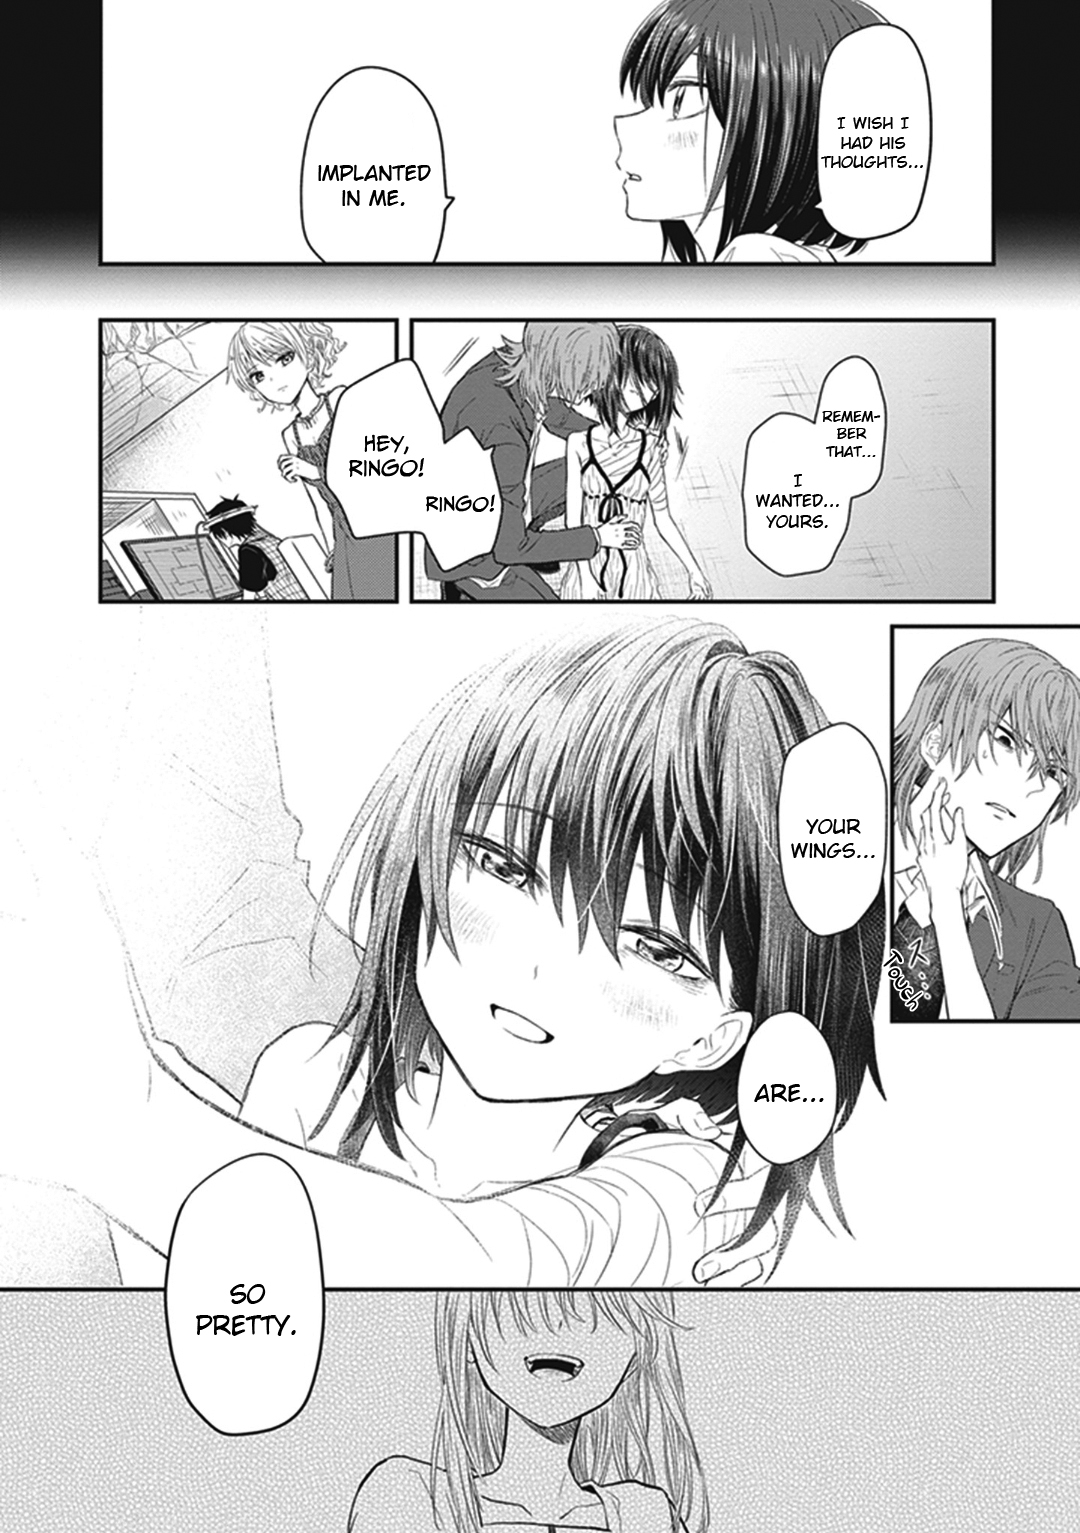 I WISH I
HAD HIS
THOUGHTS...
IMPLANTED
IN ME.
REMEM-
BER
THAT...
I
WANTED...
YOURS.
HEY,
RINGO!
RINGO!
YOUR
WINGS...
ス...
TOUCH
ARE...
SO
PRETTY.